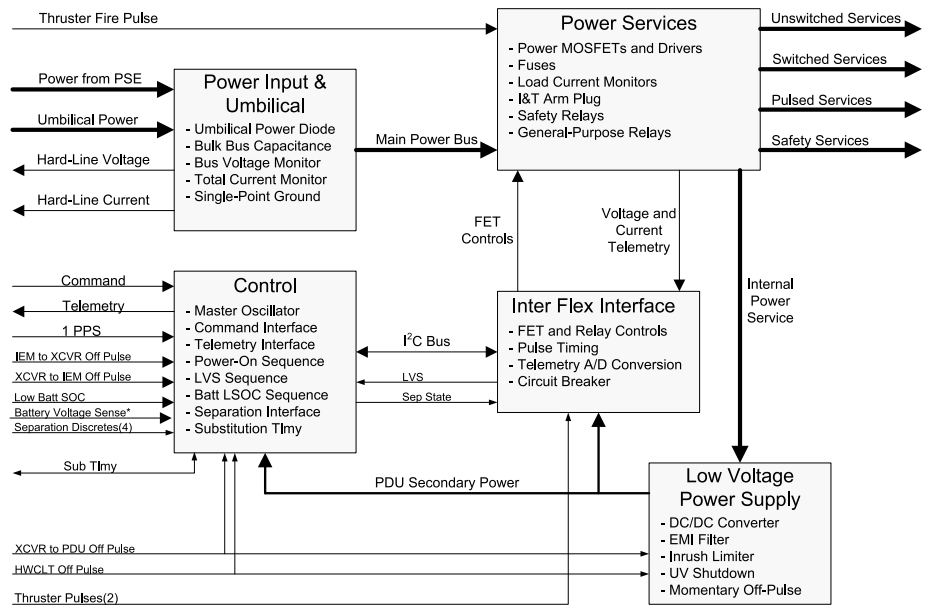 Thruster Fire Pulse
Power Services
- Power MOSFETs and Drivers
- Fuses
- Load Current Monitors
- I&T Arm Plug
- Safety Relays
- General-Purpose Relays
Unswitched Services
Switched Services
Pulsed Services
Safety Services
Power from PSE
Umbilical Power
Hard-Line Voltage
Hard-Line Current
Power Input &
Umbilical
- Umbilical Power Diode
- Bulk Bus Capacitance
- Bus Voltage Monitor
- Total Current Monitor
- Single-Point Ground
Main Power Bus
FET
Controls
Voltage and
Current
Telemetry
Internal
Power
Service
Command
Telemetry
1 PPS
IEM to XCVR Off Pulse
XCVR to IEM Off Pulse
Low Batt SOC
Battery Voltage Sense*
Separation Discretes(4)
Sub Tlmy
Control
- Master Oscillator
- Command Interface
- Telemetry Interface
- Power-On Sequence
- LVS Sequence
- Batt LSOC Sequence
- Separation Interface
- Substitution Tlmy
I²C Bus
LVS
Sep State
Inter Flex Interface
- FET and Relay Controls
- Pulse Timing
- Telemetry A/D Conversion
- Circuit Breaker
PDU Secondary Power
Low Voltage
Power Supply
- DC/DC Converter
- EMI Filter
- Inrush Limiter
- UV Shutdown
- Momentary Off-Pulse
XCVR to PDU Off Pulse
HWCLT Off Pulse
Thruster Pulses(2)